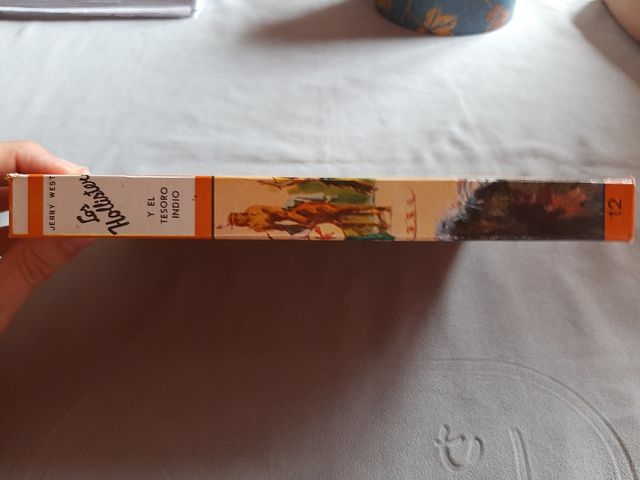 JERRY WEST
Los
Hollister
Y EL
TESORO
INDIO
12